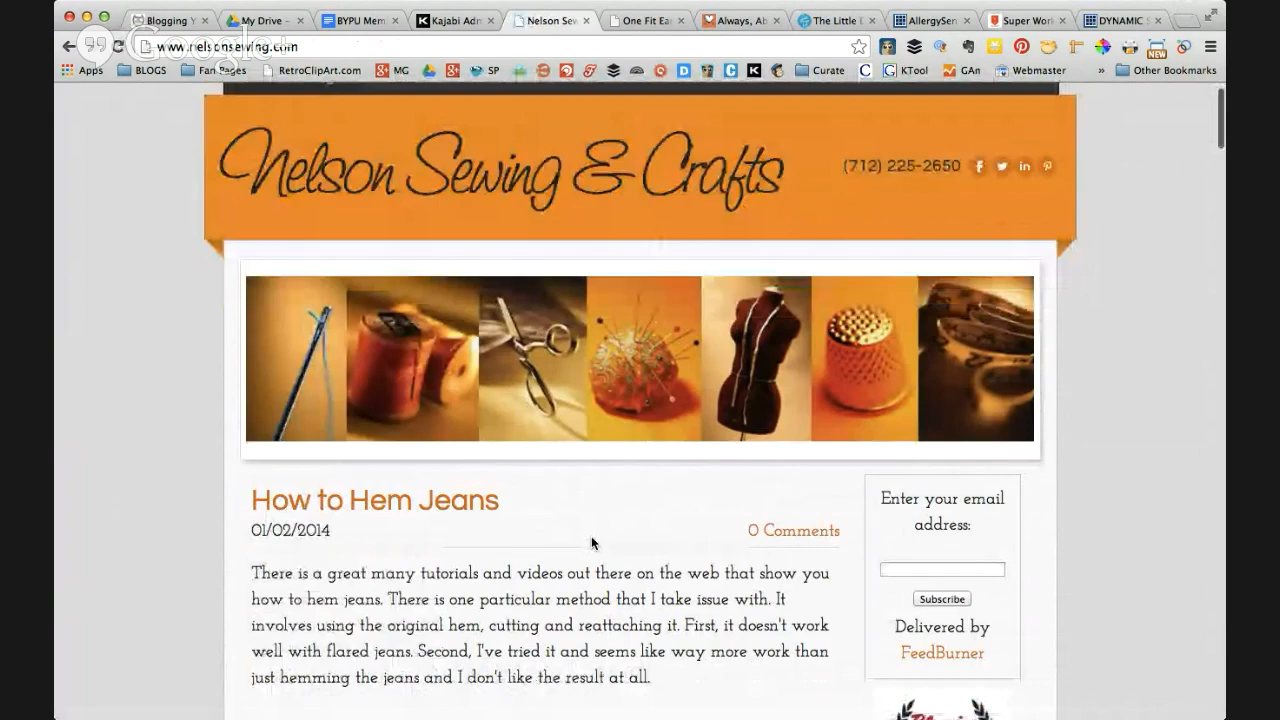 Blogging Y
My Drive -
BYPU Mem
Kajabi Adm
Nelson Sew
One Fit Ea
Always, Ab
The Little
AllergySen
Super Wor
DYNAMIC
Google+
www.nelsonsewing.com
NEW
Apps BLOGS Fan Pages RetroClipArt.com MG SP Curate G KTool GAn Webmaster » Other Bookmarks
Nelson Sewing & Crafts
(712) 225-2650
How to Hem Jeans
01/02/2014
0 Comments
There is a great many tutorials and videos out there on the web that show you
how to hem jeans. There is one particular method that I take issue with. It
involves using the original hem, cutting and reattaching it. First, it doesn't work
well with flared jeans. Second, I've tried it and seems like way more work than
just hemming the jeans and I don't like the result at all.
Enter your email
address:
Subscribe
Delivered by
FeedBurner